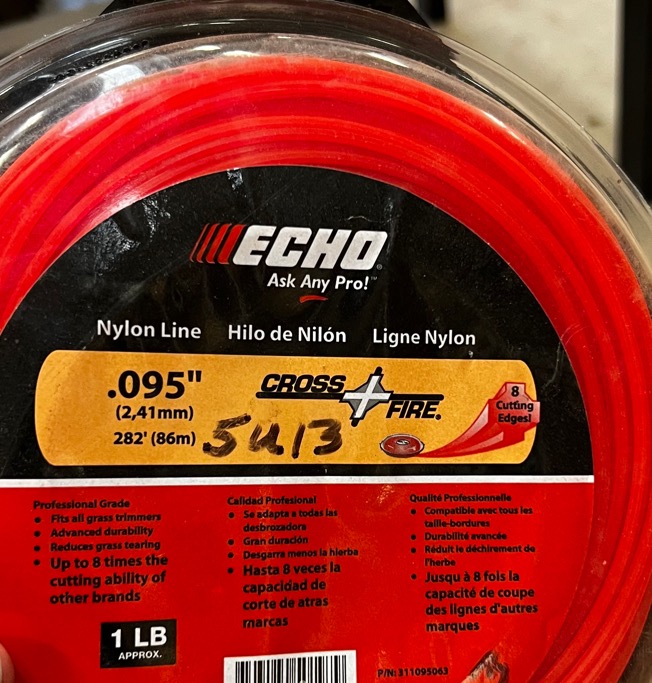 ECHO
Ask Any Pro!™
Nylon Line Hilo de Nilón Ligne Nylon
.095"
(2,41mm)
282' (86m)
CROSS FIRE®
8
Cutting
Edges!
5U13
Professional Grade
• Fits all grass trimmers
• Advanced durability
• Reduces grass tearing
• Up to 8 times the
cutting ability of
other brands
Calidad Profesional
• Se adapta a todas las
desbrozadora
• Gran duradón
• Desgarra menos la hierba
• Hasta 8 veces la
capacidad de
corte de atras
marcas
Qualité Professionnelle
• Compatible avec tous les
taille-bordures
• Durabilité avancée
• Réduit le déchirement de
l'herbe
• Jusqu à 8 fois la
capacité de coupe
des lignes d'autres
marques
1 LB
APPROX.
P/N: 311095063